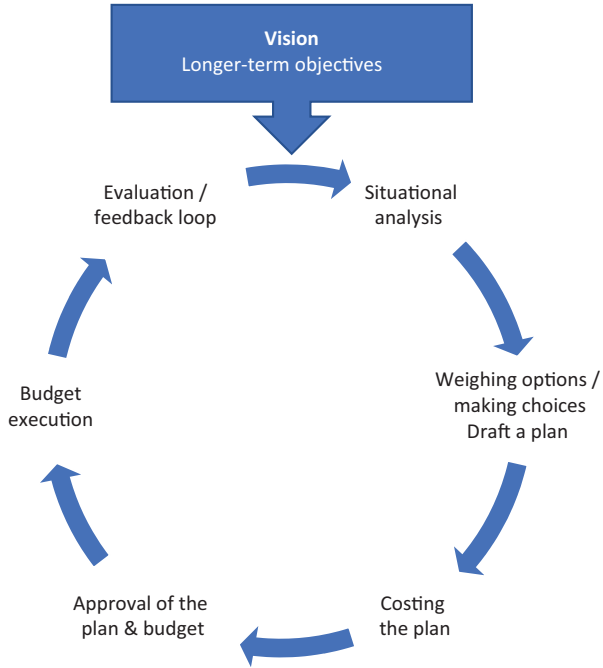 Vision
Longer-term objectives
Evaluation /
feedback loop
Situational
analysis
Weighing options /
making choices
Draft a plan
Costing
the plan
Approval of the
plan & budget
Budget
execution